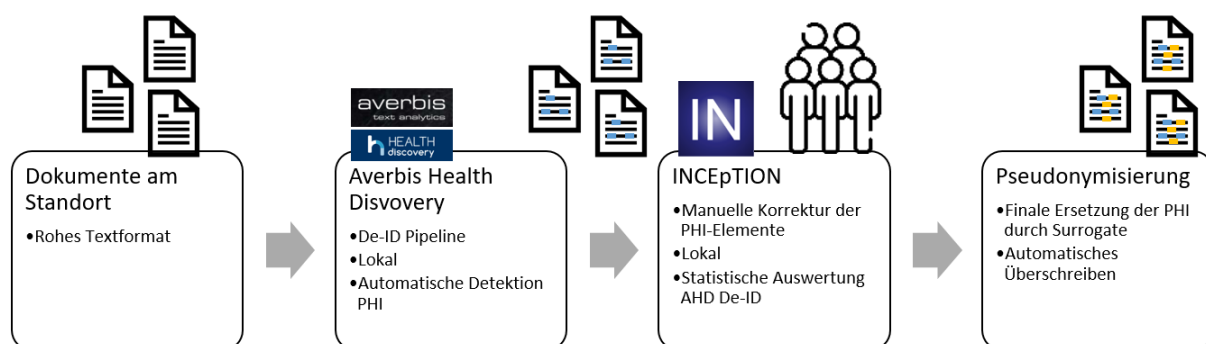 averbis
text analytics
HEALTH
discovery
IN
Dokumente am
Standort
•Rohes Textformat
Averbis Health
Disvovery
•De-ID Pipeline
•Lokal
•Automatische Detektion
PHI
INCEpTION
•Manuelle Korrektur der
PHI-Elemente
•Lokal
•Statistische Auswertung
AHD De-ID
Pseudonymisierung
•Finale Ersetzung der PHI
durch Surrogate
•Automatisches
Überschreiben